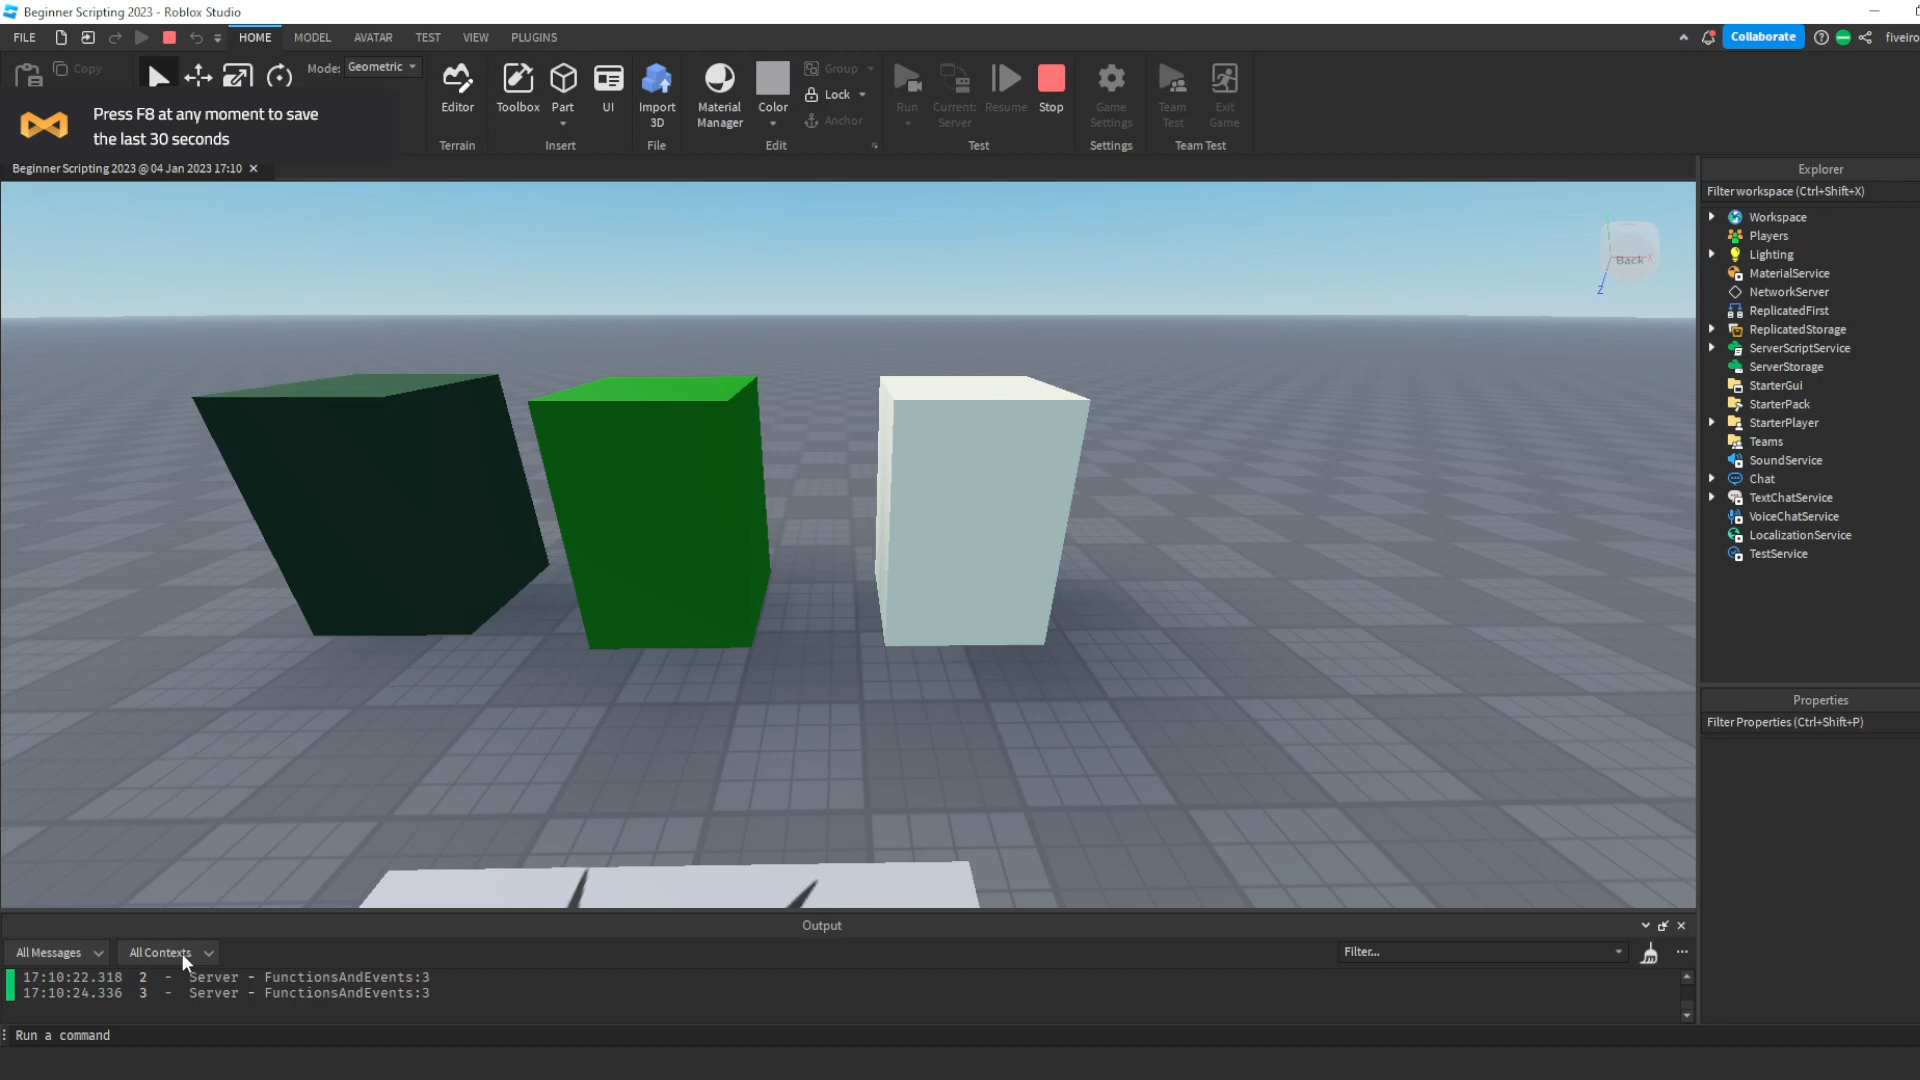 Beginner Scripting 2023 - Roblox Studio
FILE HOME MODEL AVATAR TEST VIEW PLUGINS Collaborate fiveiro
Copy Mode: Geometric Group
Lock
Anchor
Editor Toolbox Part UI Import 3D Material Manager Color Run Current: Server Resume Stop Game Settings Team Test Exit Game
Press F8 at any moment to save
the last 30 seconds
Terrain Insert File Edit Test Settings Team Test
Beginner Scripting 2023 @ 04 Jan 2023 17:10
Back
X
Z
Explorer
Filter workspace (Ctrl+Shift+X)
Workspace
Players
Lighting
MaterialService
NetworkServer
ReplicatedFirst
ReplicatedStorage
ServerScriptService
ServerStorage
StarterGui
StarterPack
StarterPlayer
Teams
SoundService
Chat
TextChatService
VoiceChatService
LocalizationService
TestService
Properties
Filter Properties (Ctrl+Shift+P)
Output
All Messages All Contexts Filter...
17:10:22.318 2 - Server - FunctionsAndEvents:3
17:10:24.336 3 - Server - FunctionsAndEvents:3
Run a command